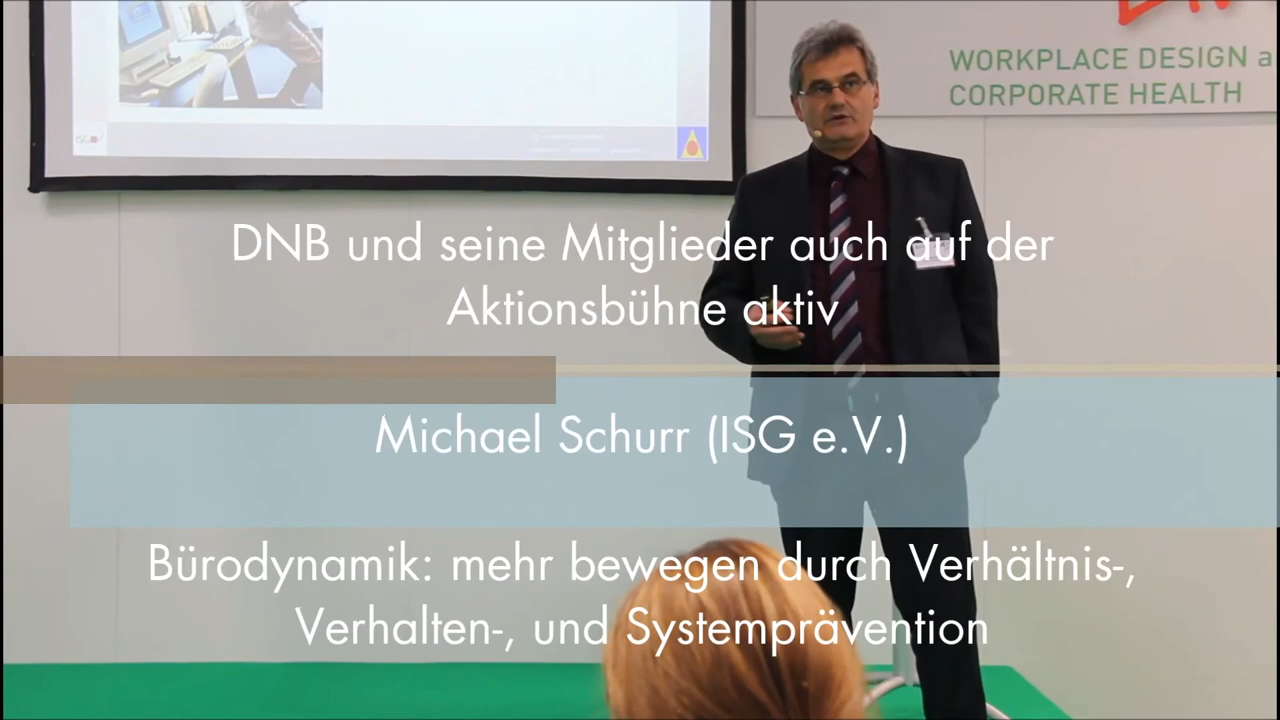 WORKPLACE DESIGN a
CORPORATE HEALTH
ISG
DNB und seine Mitglieder auch auf der
Aktionsbühne aktiv
Michael Schurr (ISG e.V.)
Bürodynamik: mehr bewegen durch Verhältnis-,
Verhalten-, und Systemprävention